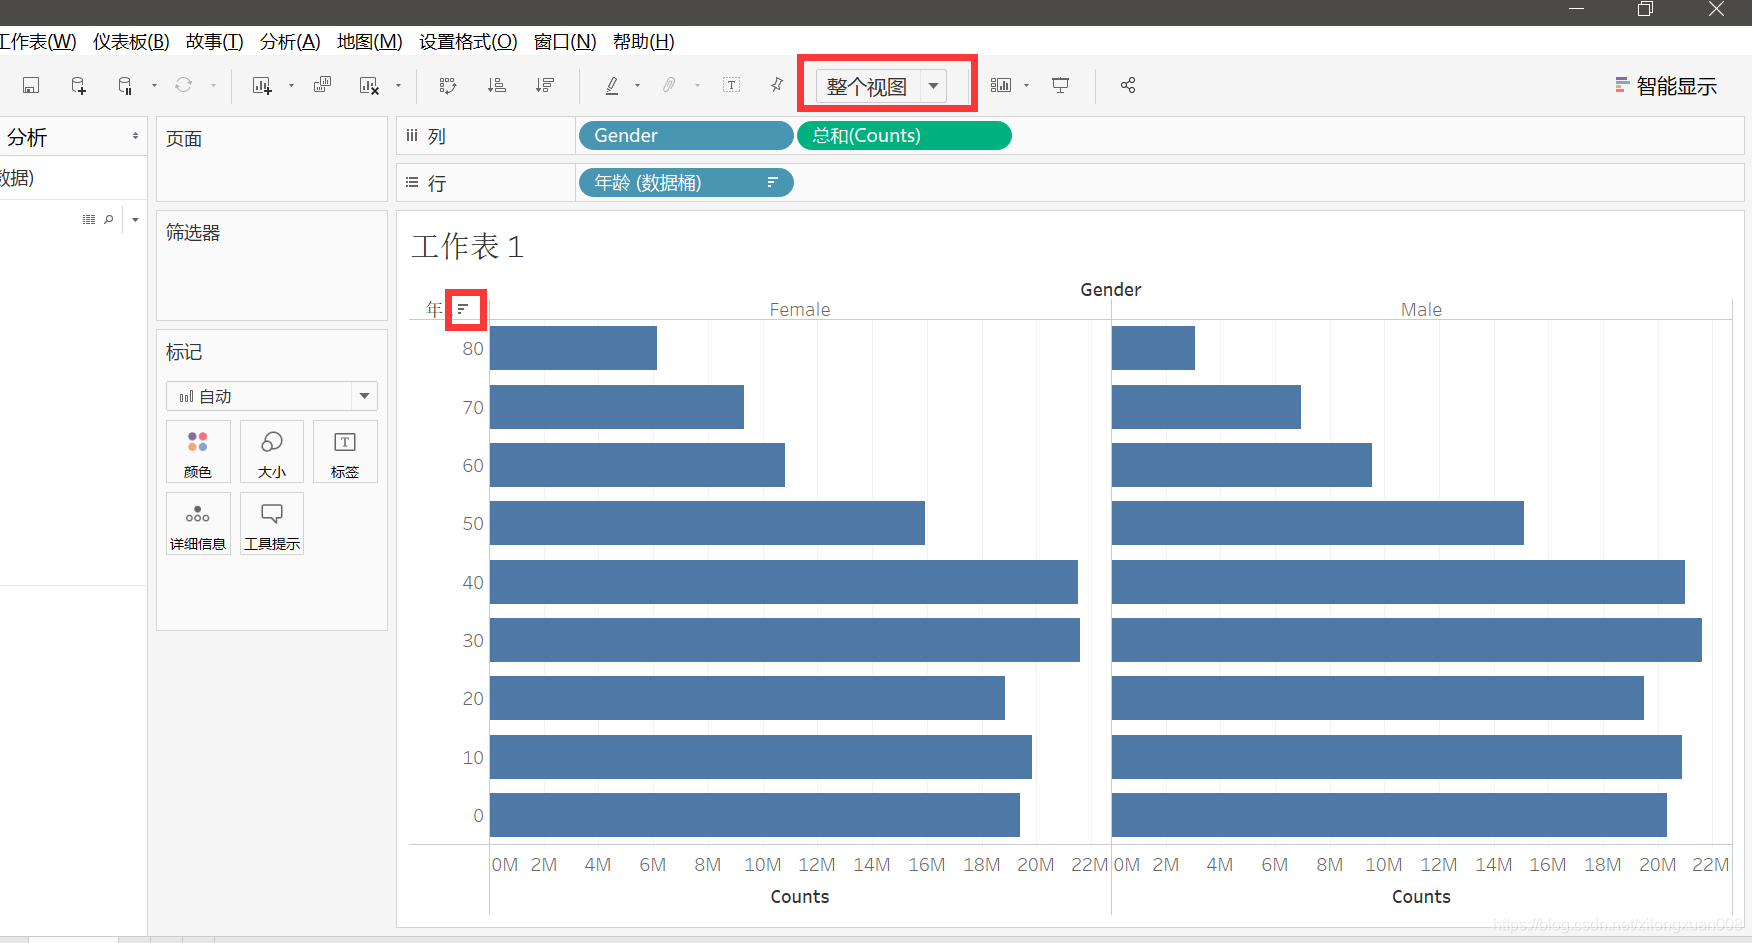 工作表(W) 仪表板(B) 故事(T) 分析(A) 地图(M) 设置格式(O) 窗口(N) 帮助(H)
整个视图
智能显示
分析
数据)
页面
筛选器
标记
自动
颜色
大小
标签
详细信息
工具提示
列
Gender
总和(Counts)
行
年龄 (数据桶)
工作表 1
Gender
年
Female
Male
80
70
60
50
40
30
20
10
0
0M 2M 4M 6M 8M 10M 12M 14M 16M 18M 20M 22M
0M 2M 4M 6M 8M 10M 12M 14M 16M 18M 20M 22M
Counts
Counts
https://blog.csdn.net/zilongxuan008